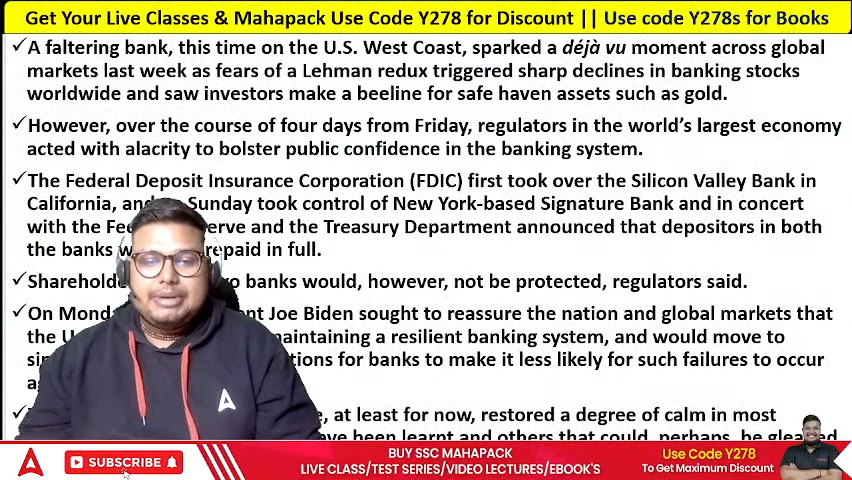 Get Your Live Classes & Mahapack Use Code Y278 for Discount || Use code Y278s for Books
✓A faltering bank, this time on the U.S. West Coast, sparked a déjà vu moment across global
markets last week as fears of a Lehman redux triggered sharp declines in banking stocks
worldwide and saw investors make a beeline for safe haven assets such as gold.
✓However, over the course of four days from Friday, regulators in the world's largest economy
acted with alacrity to bolster public confidence in the banking system.
✓The Federal Deposit Insurance Corporation (FDIC) first took over the Silicon Valley Bank in
California, and Sunday took control of New York-based Signature Bank and in concert
with the and the Treasury Department announced that depositors in both
the banks repaid in full.
✓banks would, however, not be protected, regulators said.
✓On Joe Biden sought to reassure the nation and global markets that
the maintaining a resilient banking system, and would move to
for banks to make it less likely for such failures to occur
✓at least for now, restored a degree of calm in most
been learnt and others that could, perhaps, be gleaned
SUBSCRIBE
BUY SSC MAHAPACK
LIVE CLASS/TEST SERIES/VIDEO LECTURES/EBOOK'S
Use Code Y278
To Get Maximum Discount